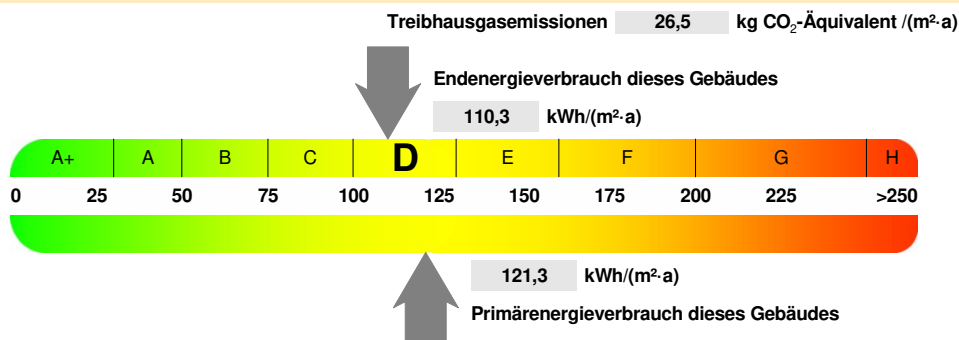 Treibhausgasemissionen 26,5 kg CO₂-Äquivalent /(m²·a)
Endenergieverbrauch dieses Gebäudes
110,3 kWh/(m²·a)
A+ A B C D E F G H
0 25 50 75 100 125 150 175 200 225 >250
121,3 kWh/(m²·a)
Primärenergieverbrauch dieses Gebäudes